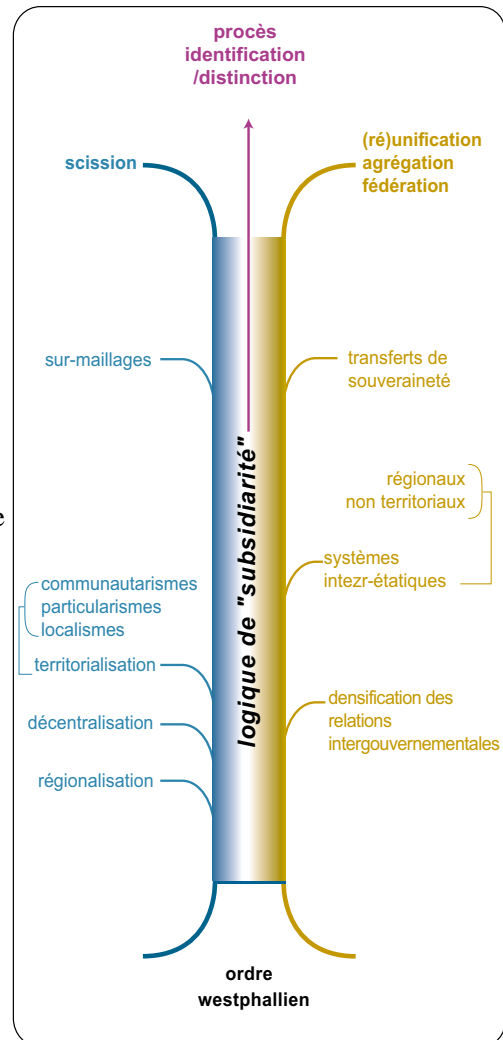 procès
identification
/distinction
scission
(ré)unification
agrégation
fédération
sur-maillages
transferts de
souveraineté
logique de "subsidiarité"
régionaux
non territoriaux
e
systèmes
intezr-étatiques
communautarismes
particularismes
localismes
territorialisation
densification des
relations
intergouvernementales
décentralisation
régionalisation
ordre
westphallien